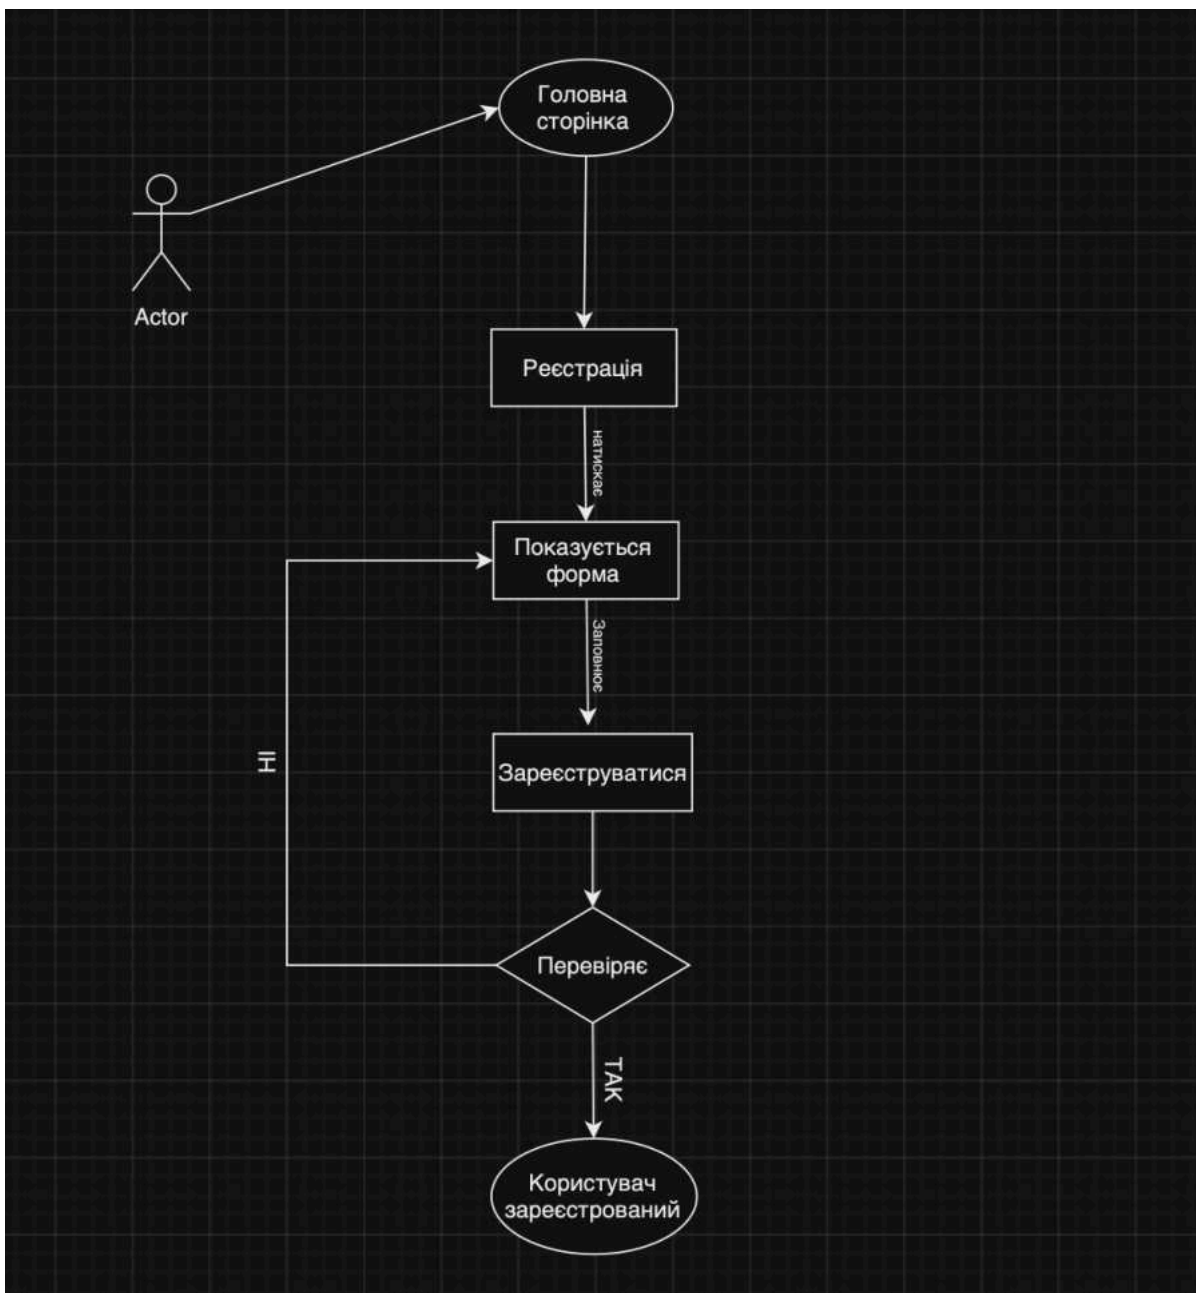 Головна
сторінка
Actor
Реєстрація
натискає
Показується
форма
Заповнює
Зареєструватися
НІ
Перевіряє
ТАК
Користувач
зареєстрований